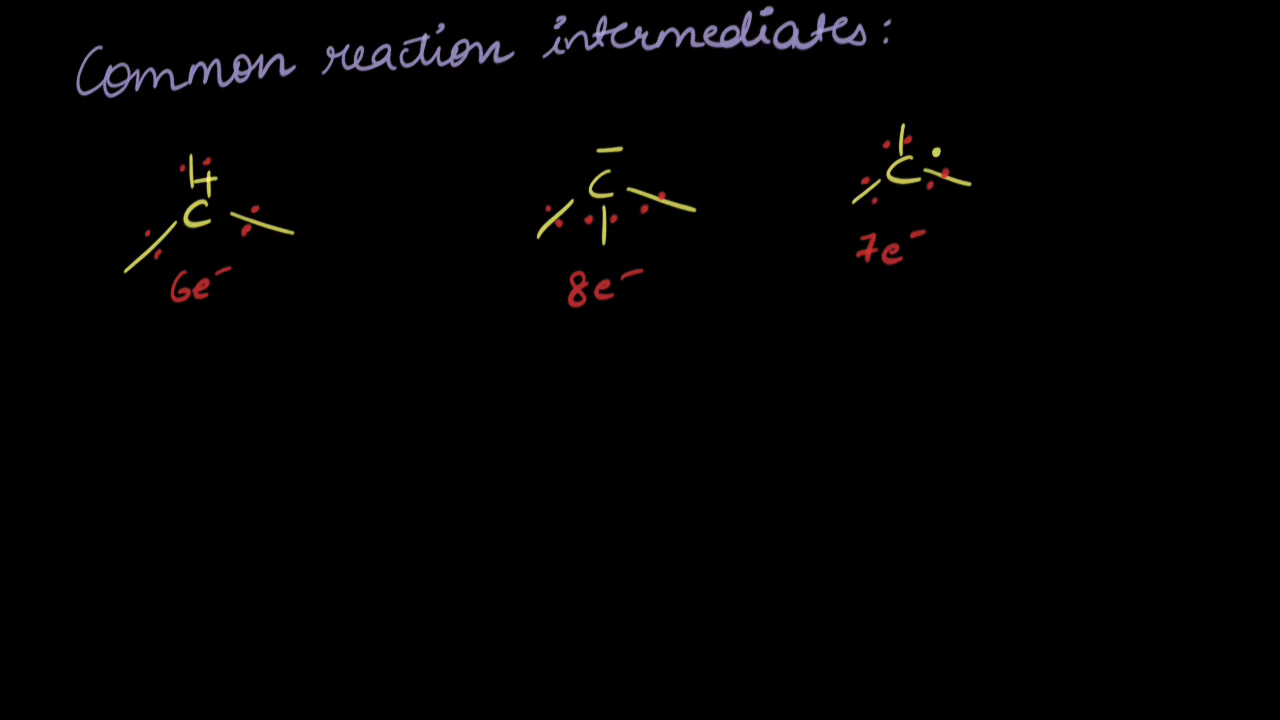 Common reaction intermediates:
C+ C− C•
6e− 8e− 7e−